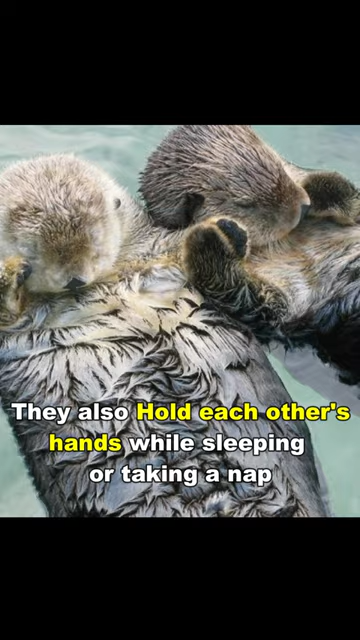 They also Hold each other's
hands while sleeping
or taking a nap